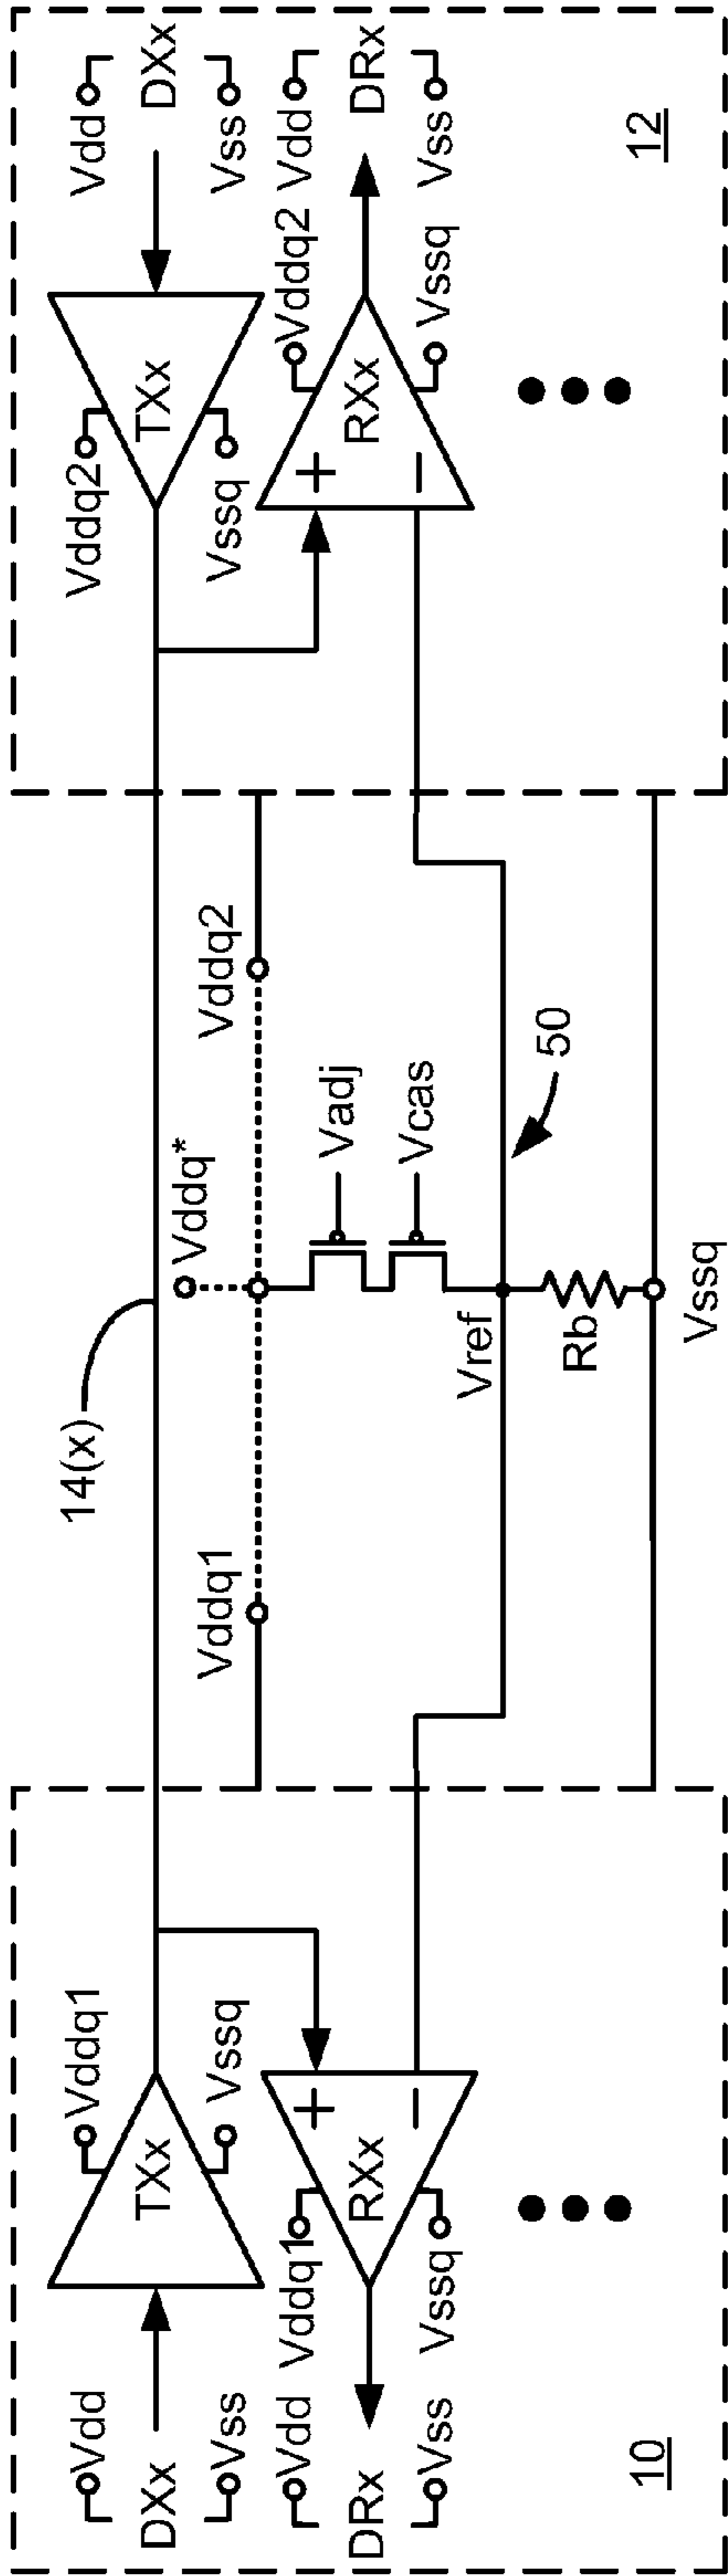 Vdd
DXx
Vss
Vddq1
TXx
Vssq
Vdd
DRx
Vss
Vddq1
RXx
+
−
Vssq
10
14(x)
Vddq1
Vddq*
Vddq2
Vadj
Vcas
Vref
50
Rb
Vssq
Vddq2
TXx
Vssq
Vdd
DXx
Vss
Vddq2
RXx
+
−
Vssq
Vdd
DRx
Vss
12